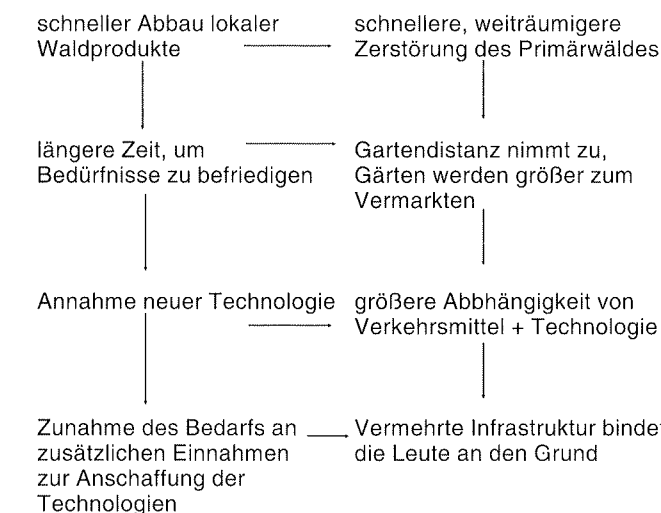 schneller Abbau lokaler
Waldprodukte
schnellere, weiträumigere
Zerstörung des Primärwäldes
längere Zeit, um
Bedürfnisse zu befriedigen
Gartendistanz nimmt zu,
Gärten werden größer zum
Vermarkten
Annahme neuer Technologie
größere Abbhängigkeit von
Verkehrsmittel + Technologie
Zunahme des Bedarfs an
zusätzlichen Einnahmen
zur Anschaffung der
Technologien
Vermehrte Infrastruktur binde
die Leute an den Grund